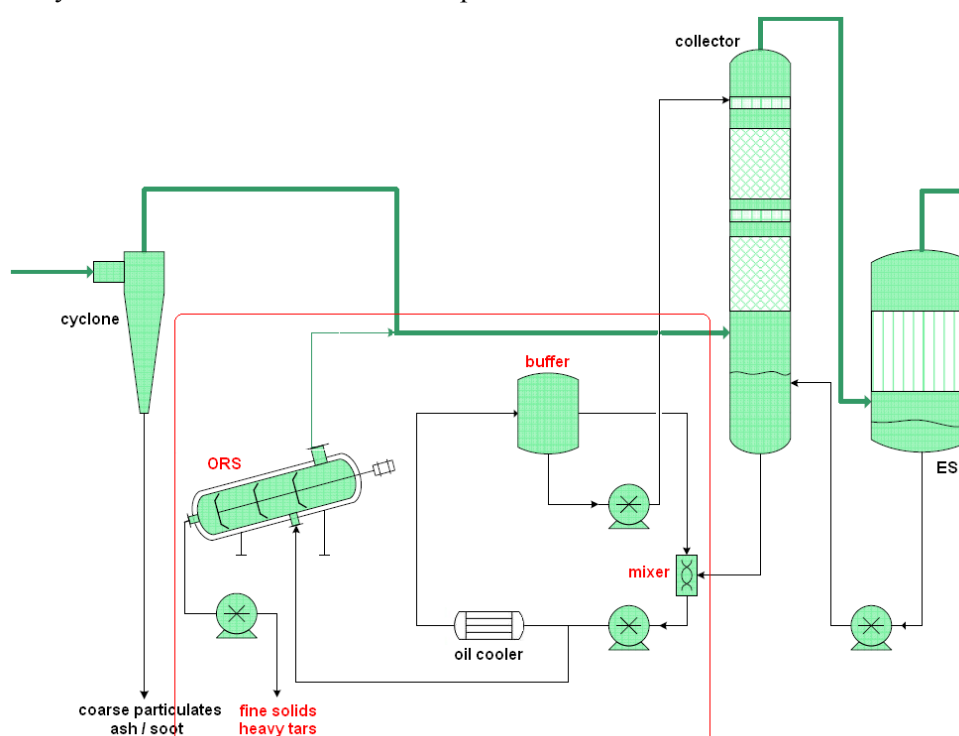 collector
cyclone
buffer
ORS
ES
mixer
oil cooler
coarse particulates
ash / soot
fine solids
heavy tars